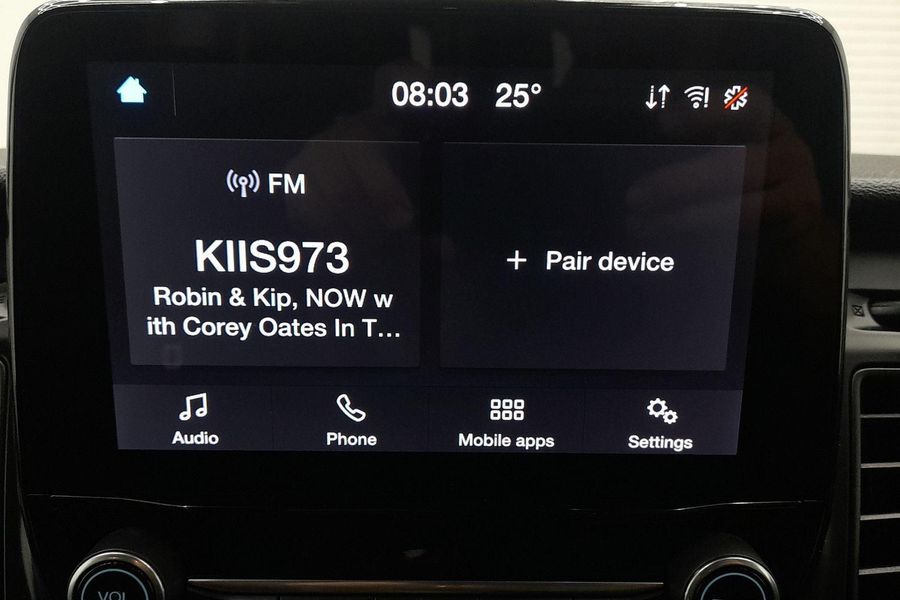 08:03 25°
FM
KIIS973
Robin & Kip, NOW w
ith Corey Oates In T...
+ Pair device
Audio
Phone
Mobile apps
Settings
VOL